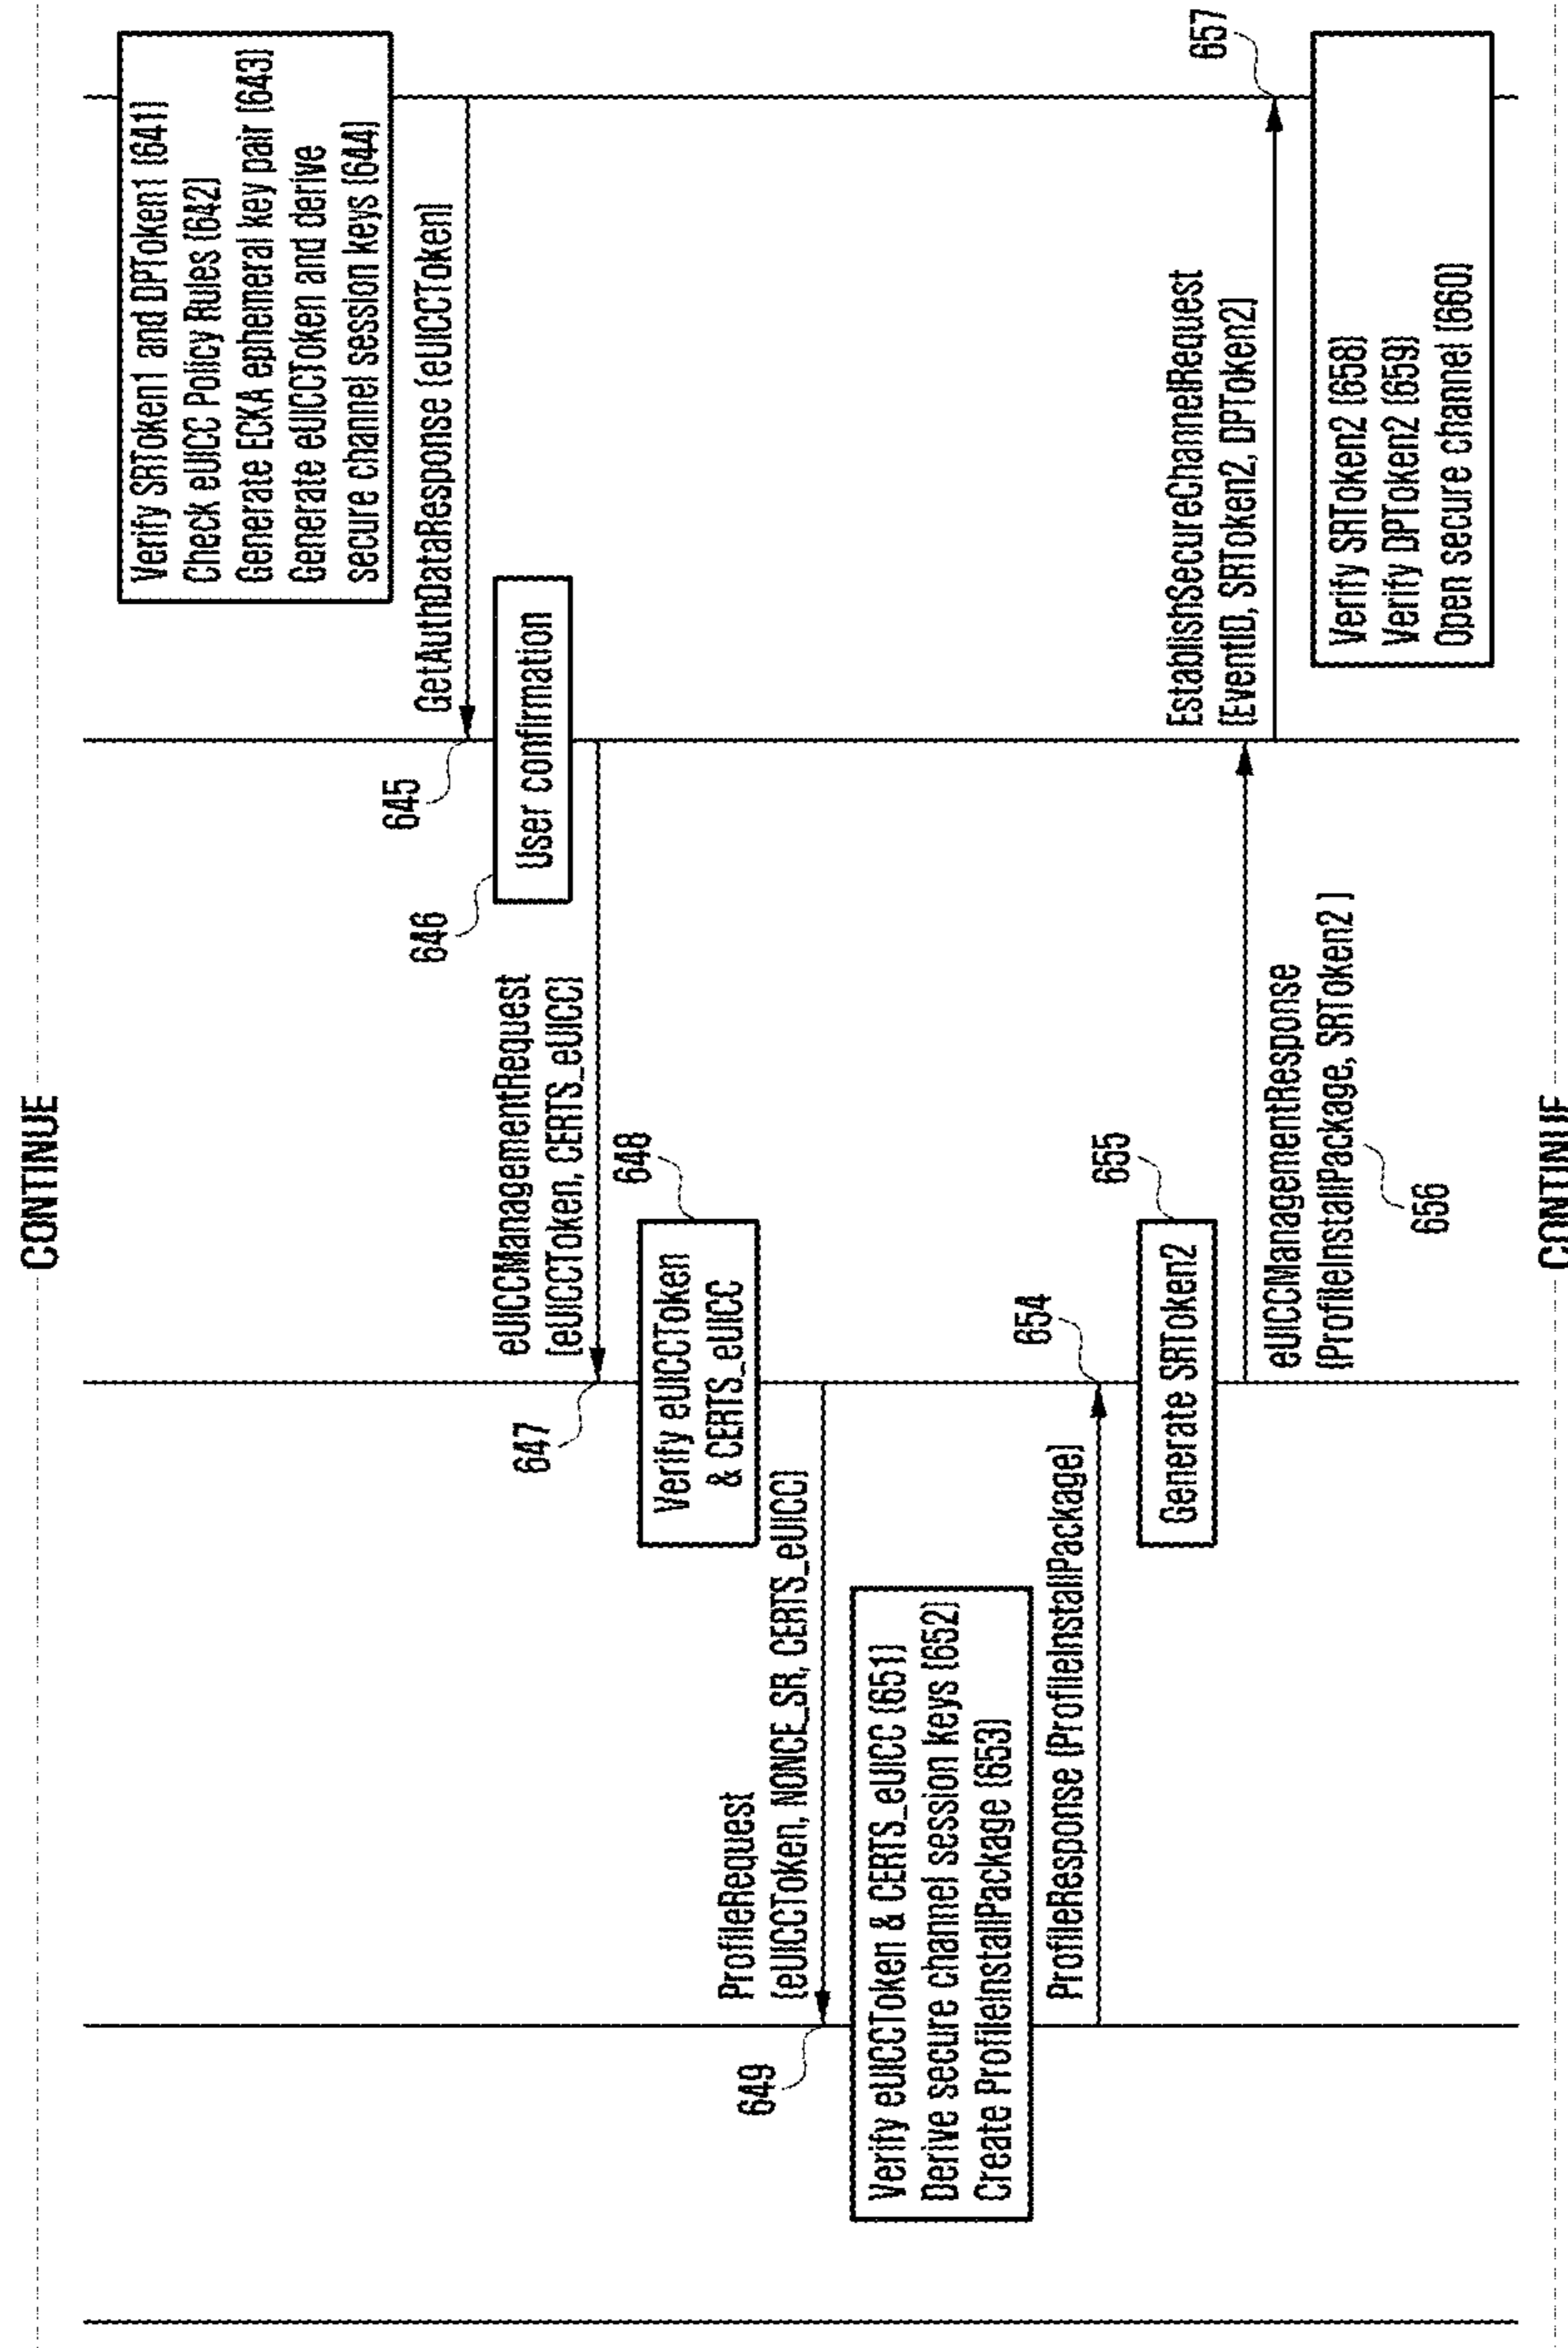 CONTINUE
Verify SRToken1 and DPToken1 (641)
Check eUICC Policy Rules (642)
Generate ECKA ephemeral key pair (643)
Generate eUICCToken and derive
secure channel session keys (644)
GetAuthDataResponse (eUICCToken)
645
646
User confirmation
eUICCManagementRequest
(eUICCToken, CERTS_eUICC)
647
648
Verify eUICCToken
& CERTS_eUICC
ProfileRequest
(eUICCToken, NONCE_SR, CERTS_eUICC)
649
Verify eUICCToken & CERTS_eUICC (651)
Derive secure channel session keys (652)
Create ProfileInstallPackage (653)
ProfileResponse (ProfileInstallPackage)
654
655
Generate SRToken2
eUICCManagementResponse
(ProfileInstallPackage, SRToken2 )
656
EstablishSecureChannelRequest
(EventID, SRToken2, DPToken2)
657
Verify SRToken2 (658)
Verify DPToken2 (659)
Open secure channel (660)
CONTINUE